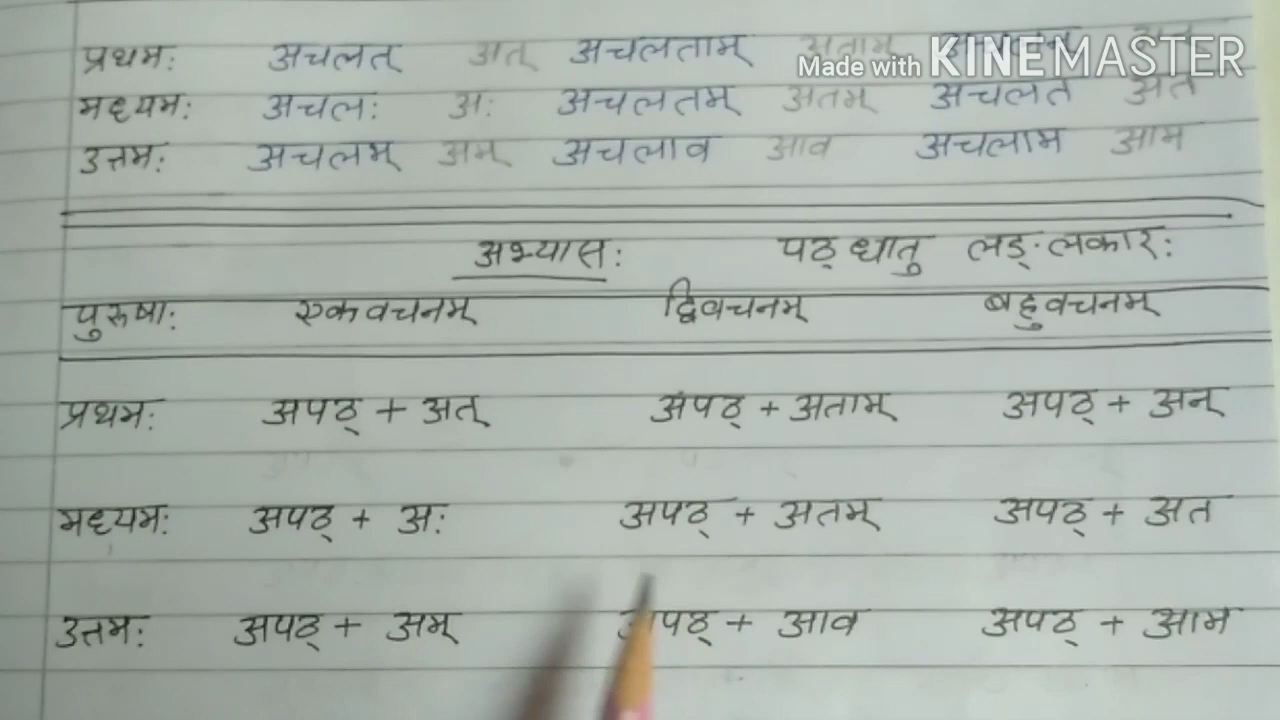 प्रथमः अचलत् अत् अचलताम् अताम्
Made with KINEMASTER
मध्यमः अचलः अः अचलतम् अतम् अचलत अत
उत्तमः अचलम् अम् अचलाव आव अचलाम आम
अभ्यासः पठ् धातु लङ्·लकारः
पुरुषाः एकवचनम् द्विवचनम् बहुवचनम्
प्रथमः अपठ् + अत् अपठ् + अताम् अपठ् + अन्
मध्यमः अपठ् + अः अपठ् + अतम् अपठ् + अत
उत्तमः अपठ् + अम् अपठ् + आव अपठ् + आम